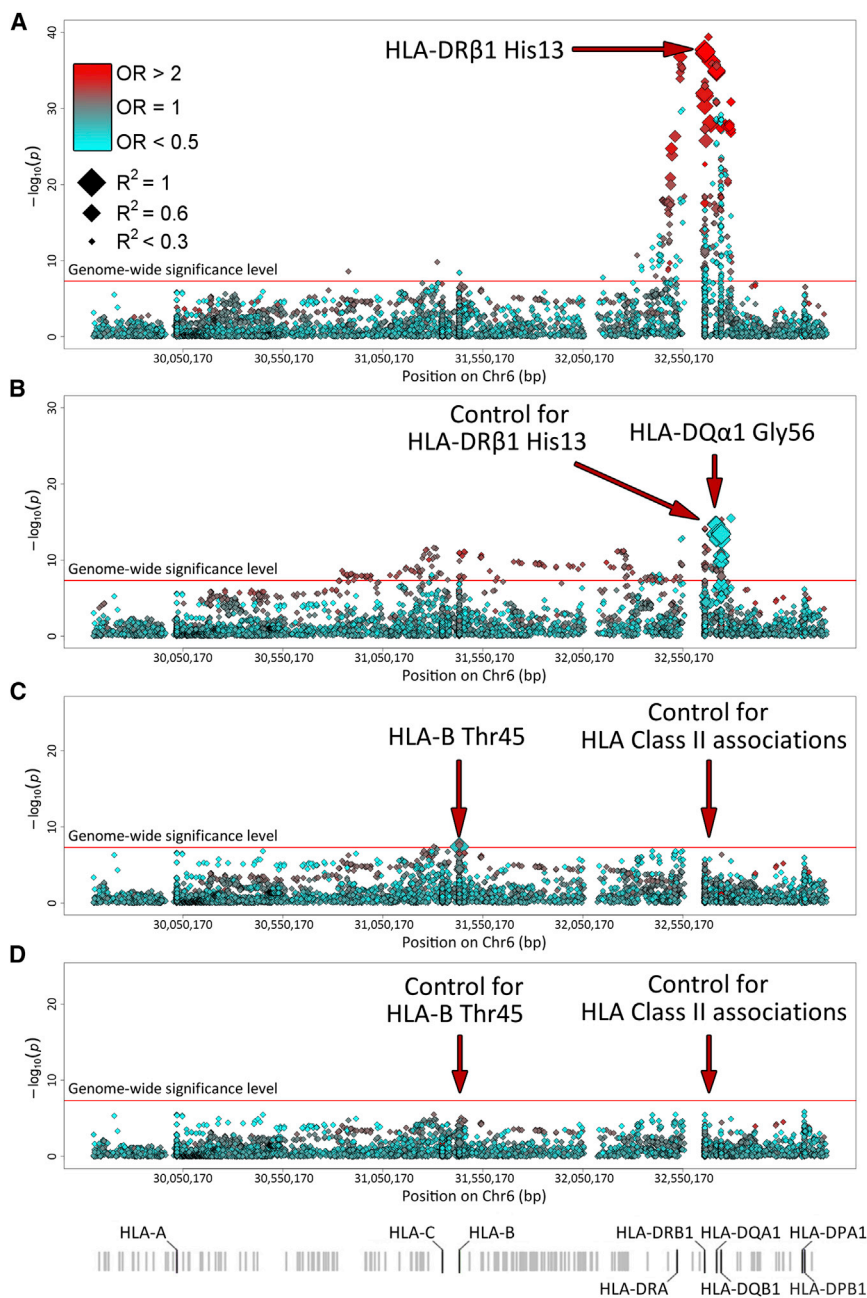 A
HLA-DRβ1 His13
OR > 2
OR = 1
OR < 0.5
R² = 1
R² = 0.6
R² < 0.3
Genome-wide significance level
−log₁₀(p)
0
10
20
30
40
30,050,170
30,550,170
31,050,170
31,550,170
32,050,170
32,550,170
Position on Chr6 (bp)
B
Control for
HLA-DRβ1 His13
HLA-DQα1 Gly56
Genome-wide significance level
−log₁₀(p)
0
10
20
30
30,050,170
30,550,170
31,050,170
31,550,170
32,050,170
32,550,170
Position on Chr6 (bp)
C
HLA-B Thr45
Control for
HLA Class II associations
Genome-wide significance level
−log₁₀(p)
0
10
20
30,050,170
30,550,170
31,050,170
31,550,170
32,050,170
32,550,170
Position on Chr6 (bp)
D
Control for
HLA-B Thr45
Control for
HLA Class II associations
Genome-wide significance level
−log₁₀(p)
0
10
20
30,050,170
30,550,170
31,050,170
31,550,170
32,050,170
32,550,170
Position on Chr6 (bp)
HLA-A
HLA-C
HLA-B
HLA-DRB1
HLA-DQA1
HLA-DPA1
HLA-DRA
HLA-DQB1
HLA-DPB1